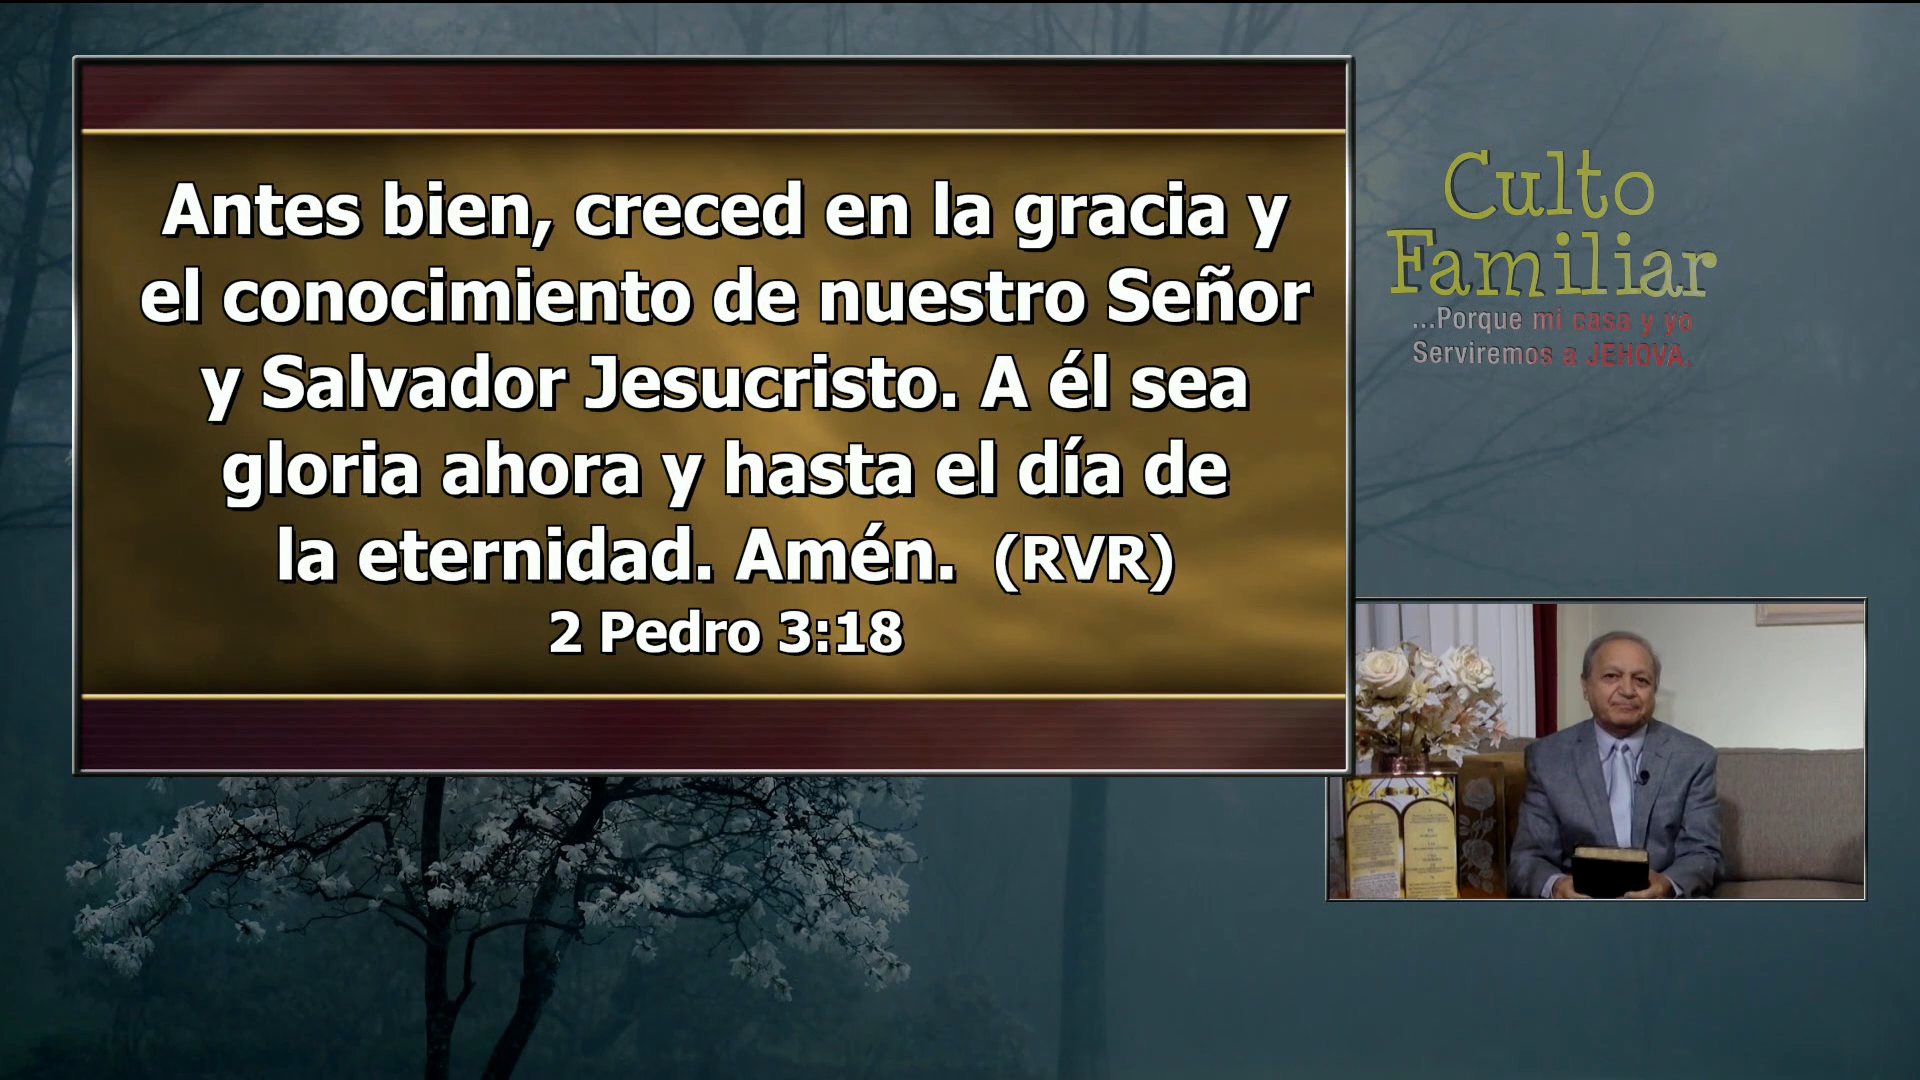 Antes bien, creced en la gracia y
el conocimiento de nuestro Señor
y Salvador Jesucristo. A él sea
gloria ahora y hasta el día de
la eternidad. Amén. (RVR)
2 Pedro 3:18
Culto
Familiar
...Porque mi casa y yo
Serviremos a JEHOVA.